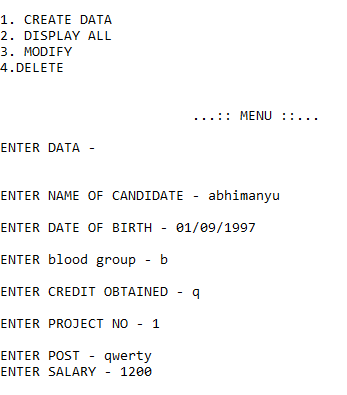 1. CREATE DATA
2. DISPLAY ALL
3. MODIFY
4.DELETE
...:: MENU ::...
ENTER DATA -
ENTER NAME OF CANDIDATE - abhimanyu
ENTER DATE OF BIRTH - 01/09/1997
ENTER blood group - b
ENTER CREDIT OBTAINED - q
ENTER PROJECT NO - 1
ENTER POST - qwerty
ENTER SALARY - 1200